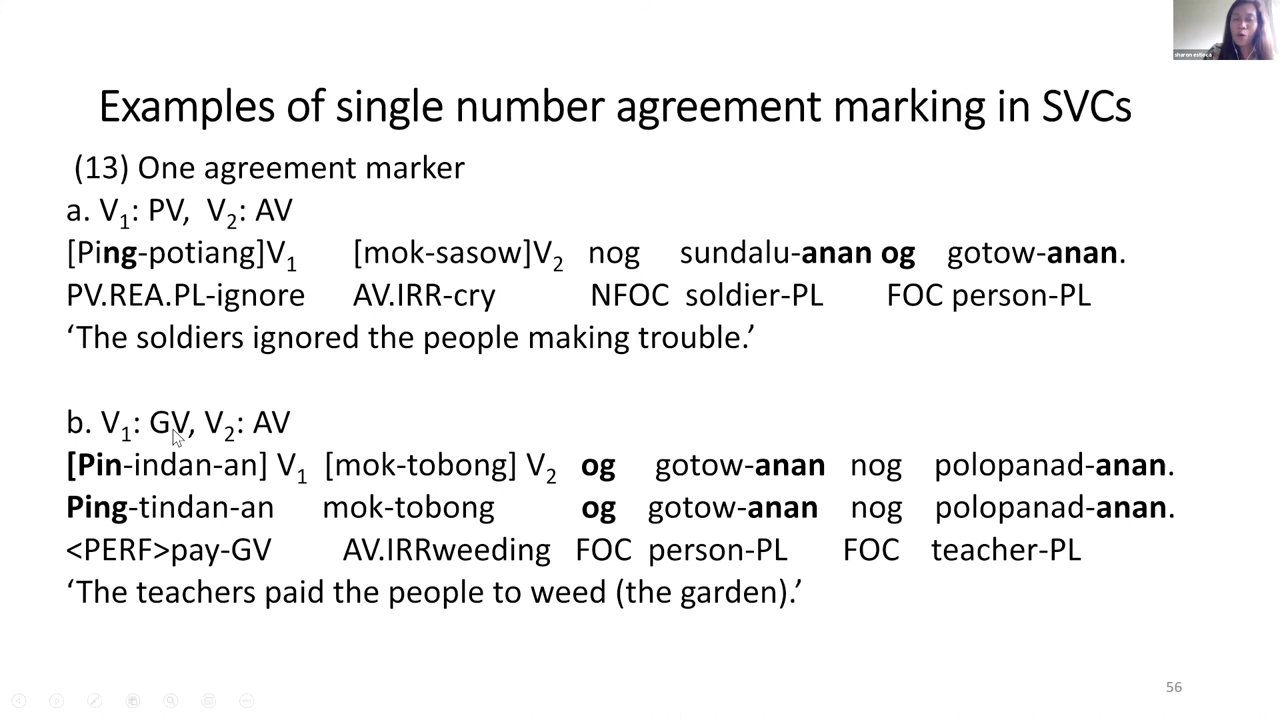 sharon estioca
Examples of single number agreement marking in SVCs
(13) One agreement marker
a. V1: PV, V2: AV
[Ping-potiang]V1 [mok-sasow]V2 nog sundalu-anan og gotow-anan.
PV.REA.PL-ignore AV.IRR-cry NFOC soldier-PL FOC person-PL
‘The soldiers ignored the people making trouble.’
b. V1: GV, V2: AV
[Pin-indan-an] V1 [mok-tobong] V2 og gotow-anan nog polopanad-anan.
Ping-tindan-an mok-tobong og gotow-anan nog polopanad-anan.
<PERF>pay-GV AV.IRRweeding FOC person-PL FOC teacher-PL
‘The teachers paid the people to weed (the garden).’
56